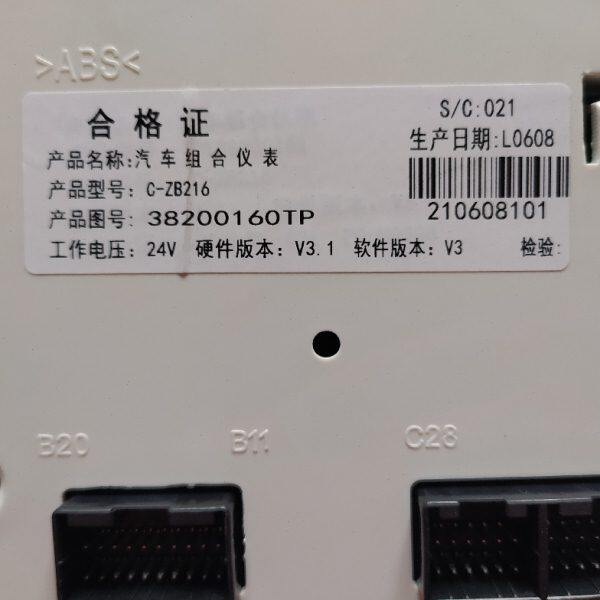 >ABS<
合格证
S/C:021
生产日期:L0608
产品名称:汽车组合仪表
产品型号: C-ZB216
210608101
产品图号: 38200160TP
工作电压: 24V 硬件版本: V3.1 软件版本: V3 检验:
B20 B11 C28